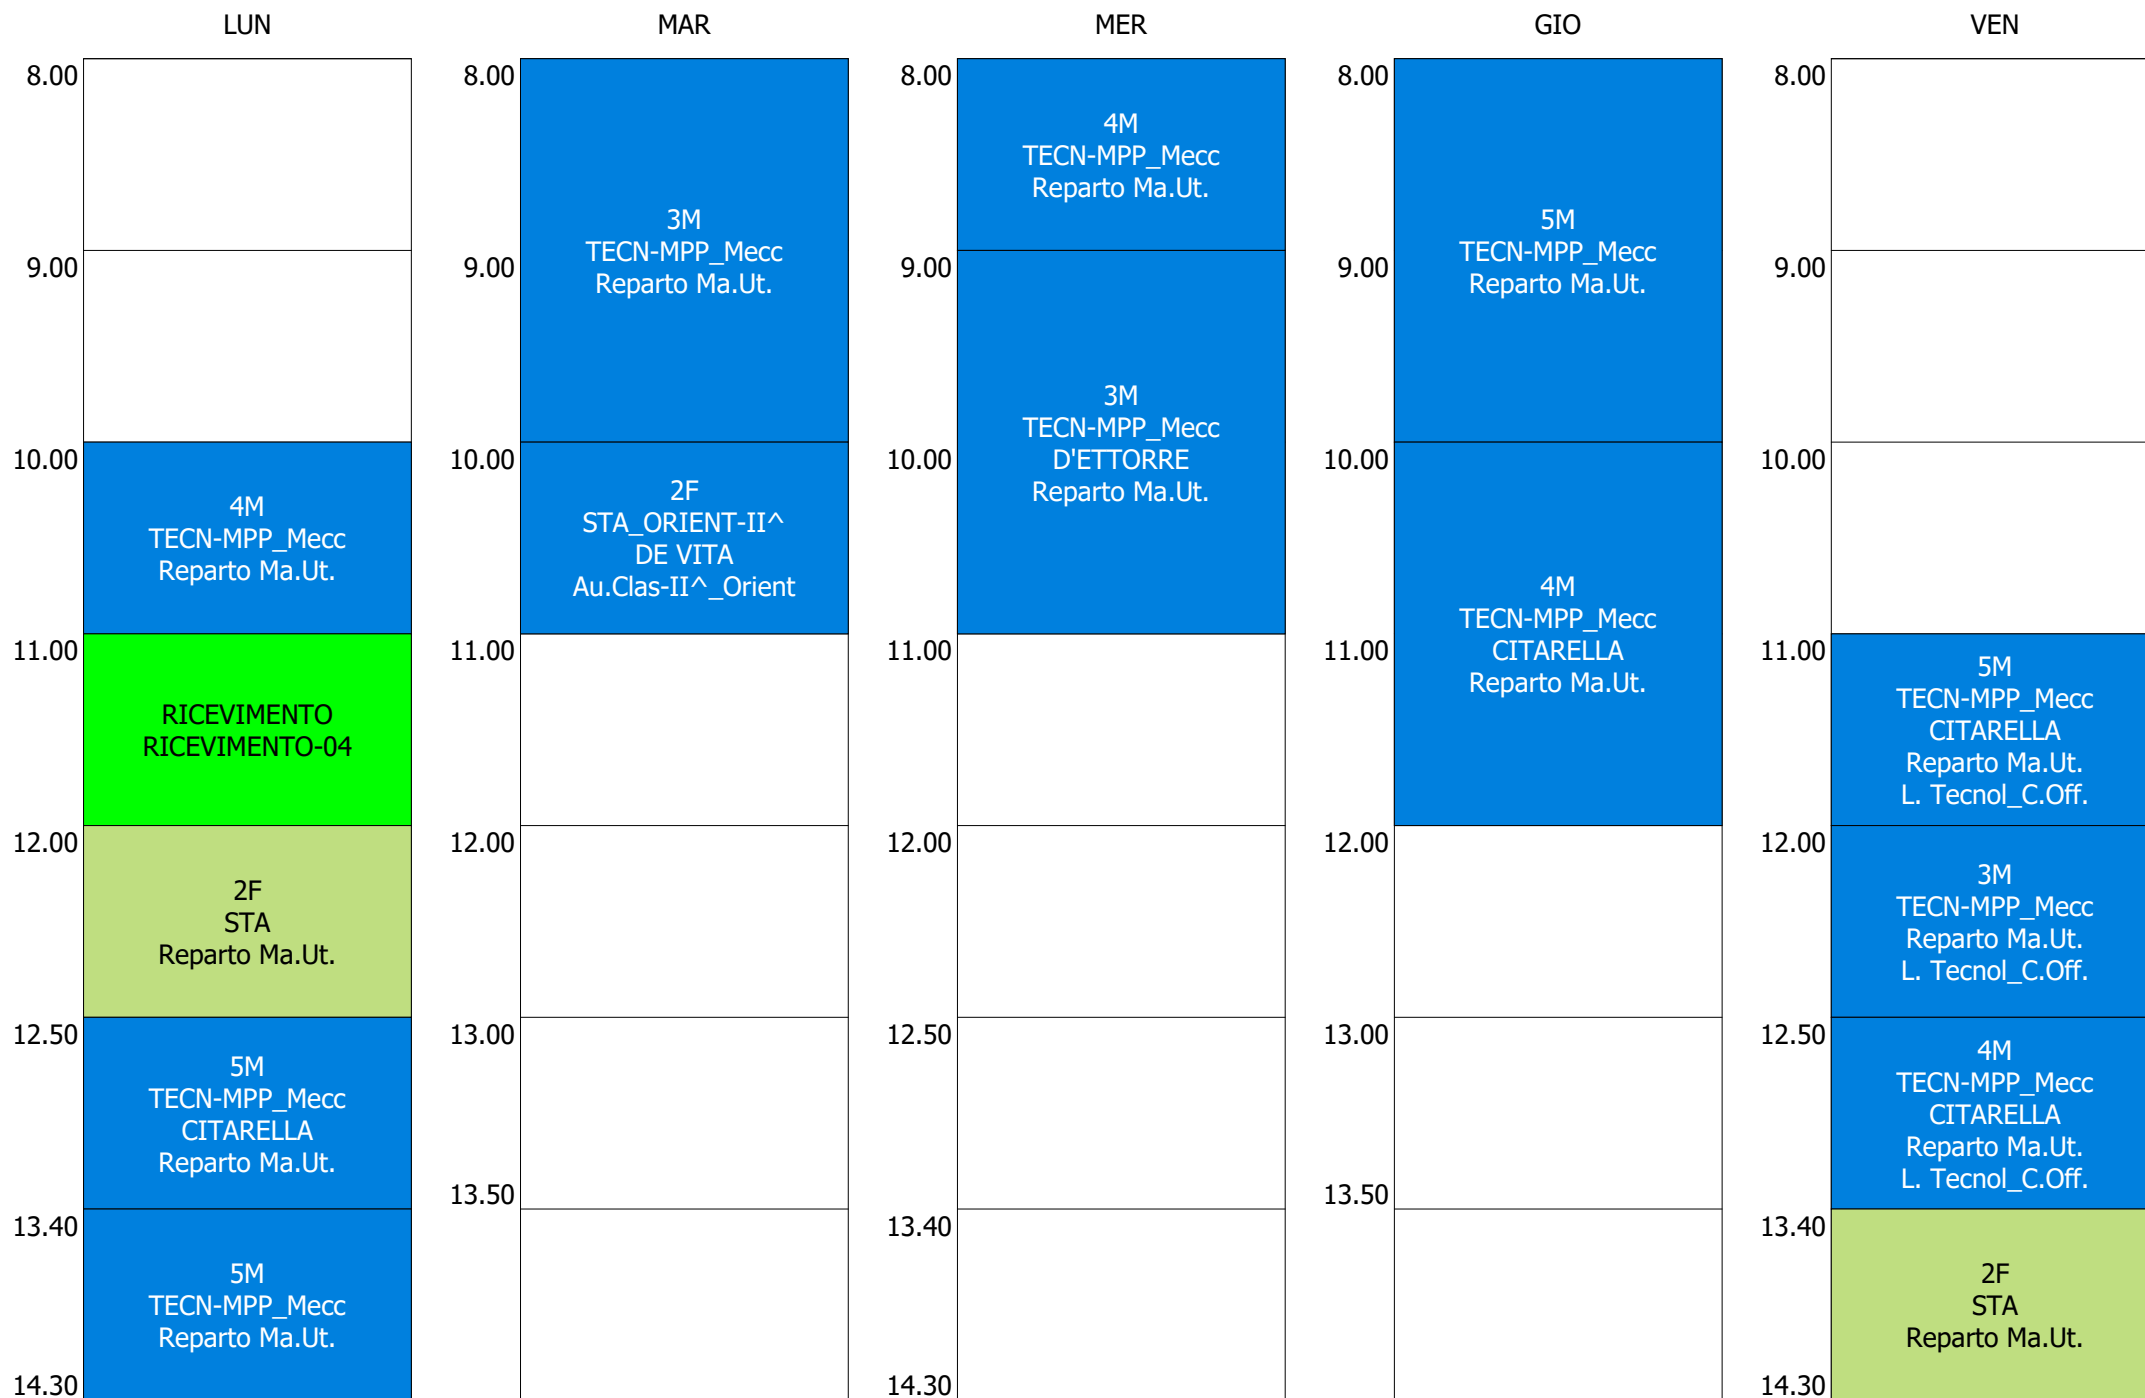 LUN
8.00
9.00
10.00
4M
TECN-MPP_Mecc
Reparto Ma.Ut.
11.00
RICEVIMENTO
RICEVIMENTO-04
12.00
2F
STA
Reparto Ma.Ut.
12.50
5M
TECN-MPP_Mecc
CITARELLA
Reparto Ma.Ut.
13.40
5M
TECN-MPP_Mecc
Reparto Ma.Ut.
14.30
MAR
8.00
3M
TECN-MPP_Mecc
Reparto Ma.Ut.
9.00
10.00
2F
STA_ORIENT-II^
DE VITA
Au.Clas-II^_Orient
11.00
12.00
13.00
13.50
MER
8.00
4M
TECN-MPP_Mecc
Reparto Ma.Ut.
9.00
3M
TECN-MPP_Mecc
D'ETTORRE
Reparto Ma.Ut.
10.00
11.00
12.00
12.50
13.40
14.30
GIO
8.00
5M
TECN-MPP_Mecc
Reparto Ma.Ut.
9.00
10.00
4M
TECN-MPP_Mecc
CITARELLA
Reparto Ma.Ut.
11.00
12.00
13.00
13.50
VEN
8.00
9.00
10.00
11.00
5M
TECN-MPP_Mecc
CITARELLA
Reparto Ma.Ut.
L. Tecnol_C.Off.
12.00
3M
TECN-MPP_Mecc
Reparto Ma.Ut.
L. Tecnol_C.Off.
12.50
4M
TECN-MPP_Mecc
CITARELLA
Reparto Ma.Ut.
L. Tecnol_C.Off.
13.40
2F
STA
Reparto Ma.Ut.
14.30